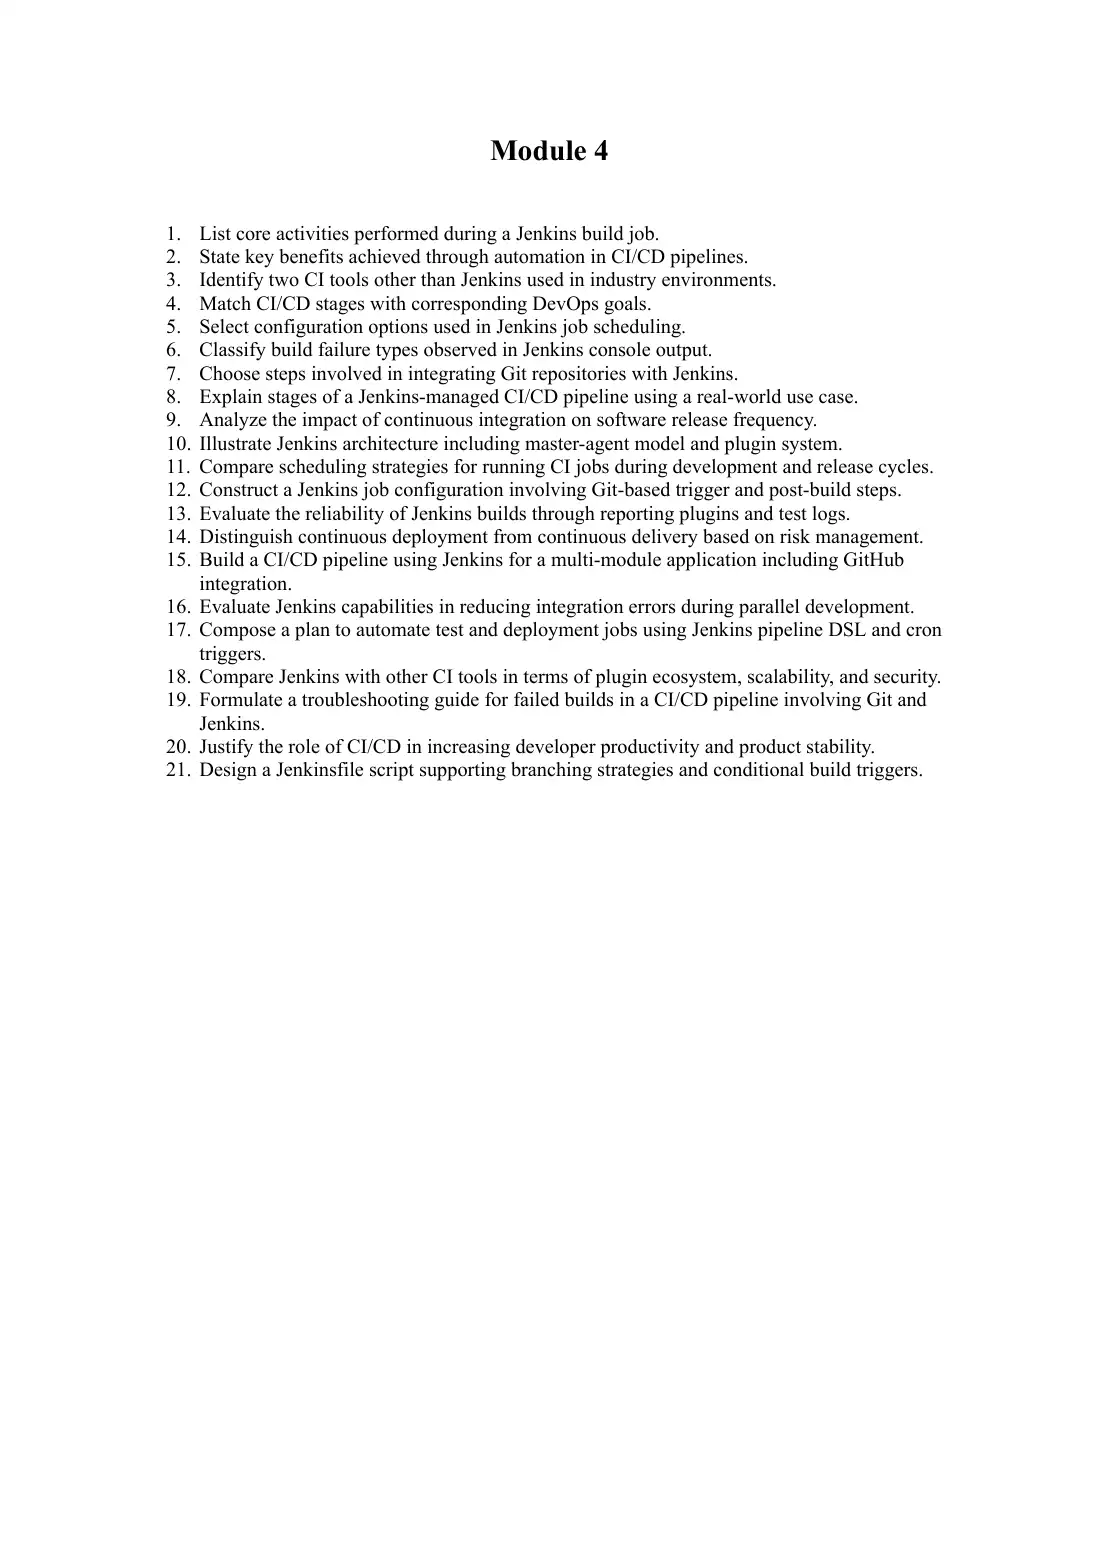 Module 4
1. List core activities performed during a Jenkins build job.
2. State key benefits achieved through automation in CI/CD pipelines.
3. Identify two CI tools other than Jenkins used in industry environments.
4. Match CI/CD stages with corresponding DevOps goals.
5. Select configuration options used in Jenkins job scheduling.
6. Classify build failure types observed in Jenkins console output.
7. Choose steps involved in integrating Git repositories with Jenkins.
8. Explain stages of a Jenkins-managed CI/CD pipeline using a real-world use case.
9. Analyze the impact of continuous integration on software release frequency.
10. Illustrate Jenkins architecture including master-agent model and plugin system.
11. Compare scheduling strategies for running CI jobs during development and release cycles.
12. Construct a Jenkins job configuration involving Git-based trigger and post-build steps.
13. Evaluate the reliability of Jenkins builds through reporting plugins and test logs.
14. Distinguish continuous deployment from continuous delivery based on risk management.
15. Build a CI/CD pipeline using Jenkins for a multi-module application including GitHub
integration.
16. Evaluate Jenkins capabilities in reducing integration errors during parallel development.
17. Compose a plan to automate test and deployment jobs using Jenkins pipeline DSL and cron
triggers.
18. Compare Jenkins with other CI tools in terms of plugin ecosystem, scalability, and security.
19. Formulate a troubleshooting guide for failed builds in a CI/CD pipeline involving Git and
Jenkins.
20. Justify the role of CI/CD in increasing developer productivity and product stability.
21. Design a Jenkinsfile script supporting branching strategies and conditional build triggers.